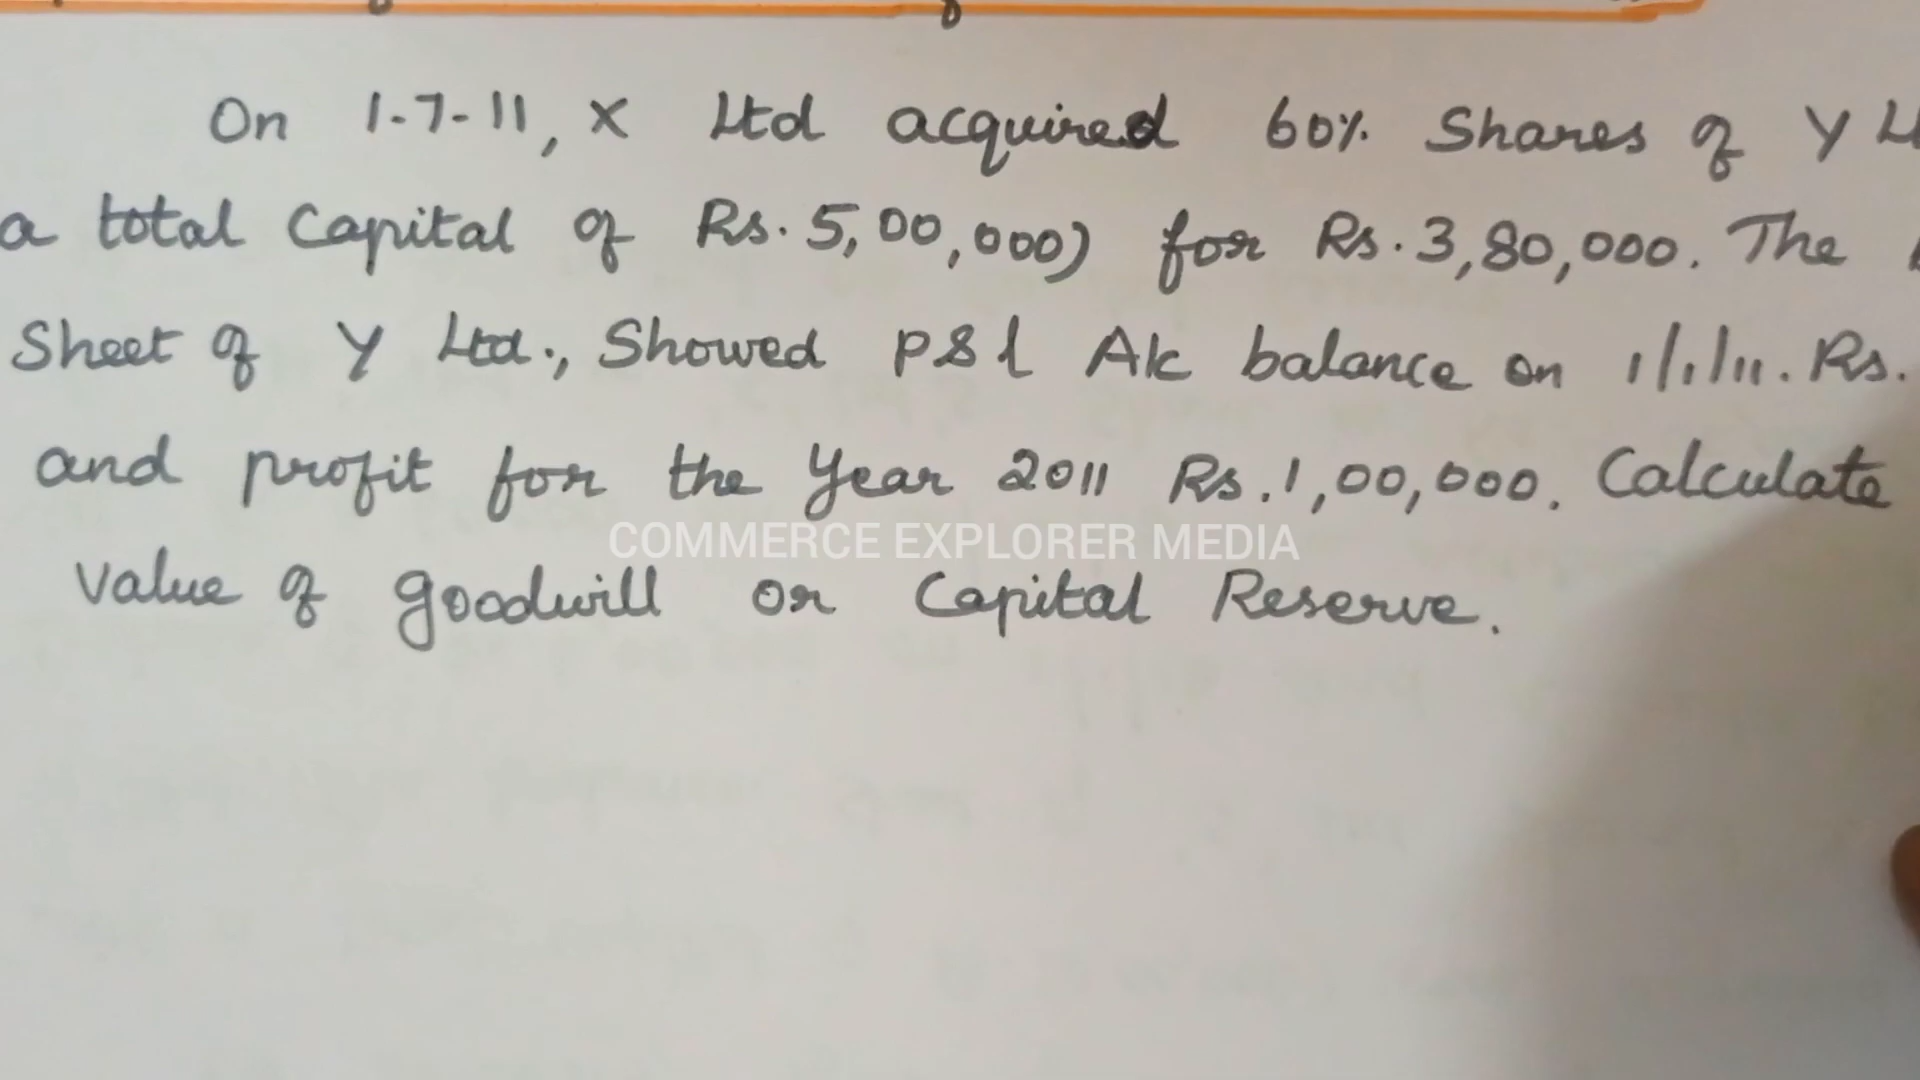 On 1-7-11, X Ltd acquired 60% Shares of Y
a total Capital of Rs. 5,00,000) for Rs. 3,80,000. The
Sheet of Y Ltd., Showed P&l A/c balance on 1/1/11. Rs.
and profit for the Year 2011 Rs. 1,00,000. Calculate
COMMERCE EXPLORER MEDIA
Value of goodwill or Capital Reserve.